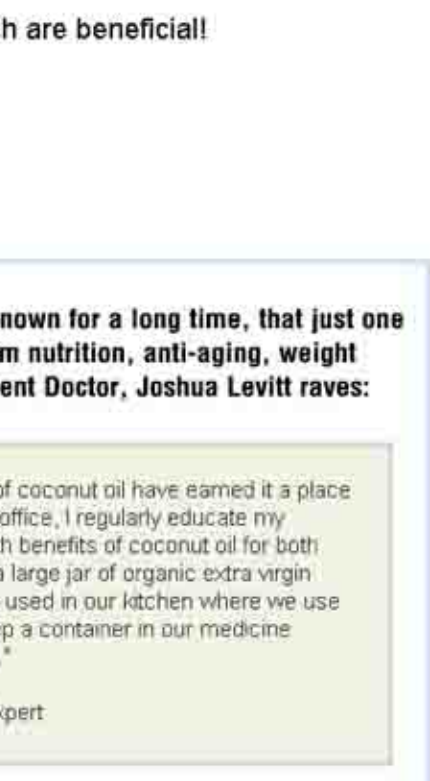 h are beneficial!
nown for a long time, that just one
m nutrition, anti-aging, weight
ent Doctor, Joshua Levitt raves:
of coconut oil have earned it a place
office, I regularly educate my
h benefits of coconut oil for both
a large jar of organic extra virgin
used in our kitchen where we use
p a container in our medicine
."
xpert